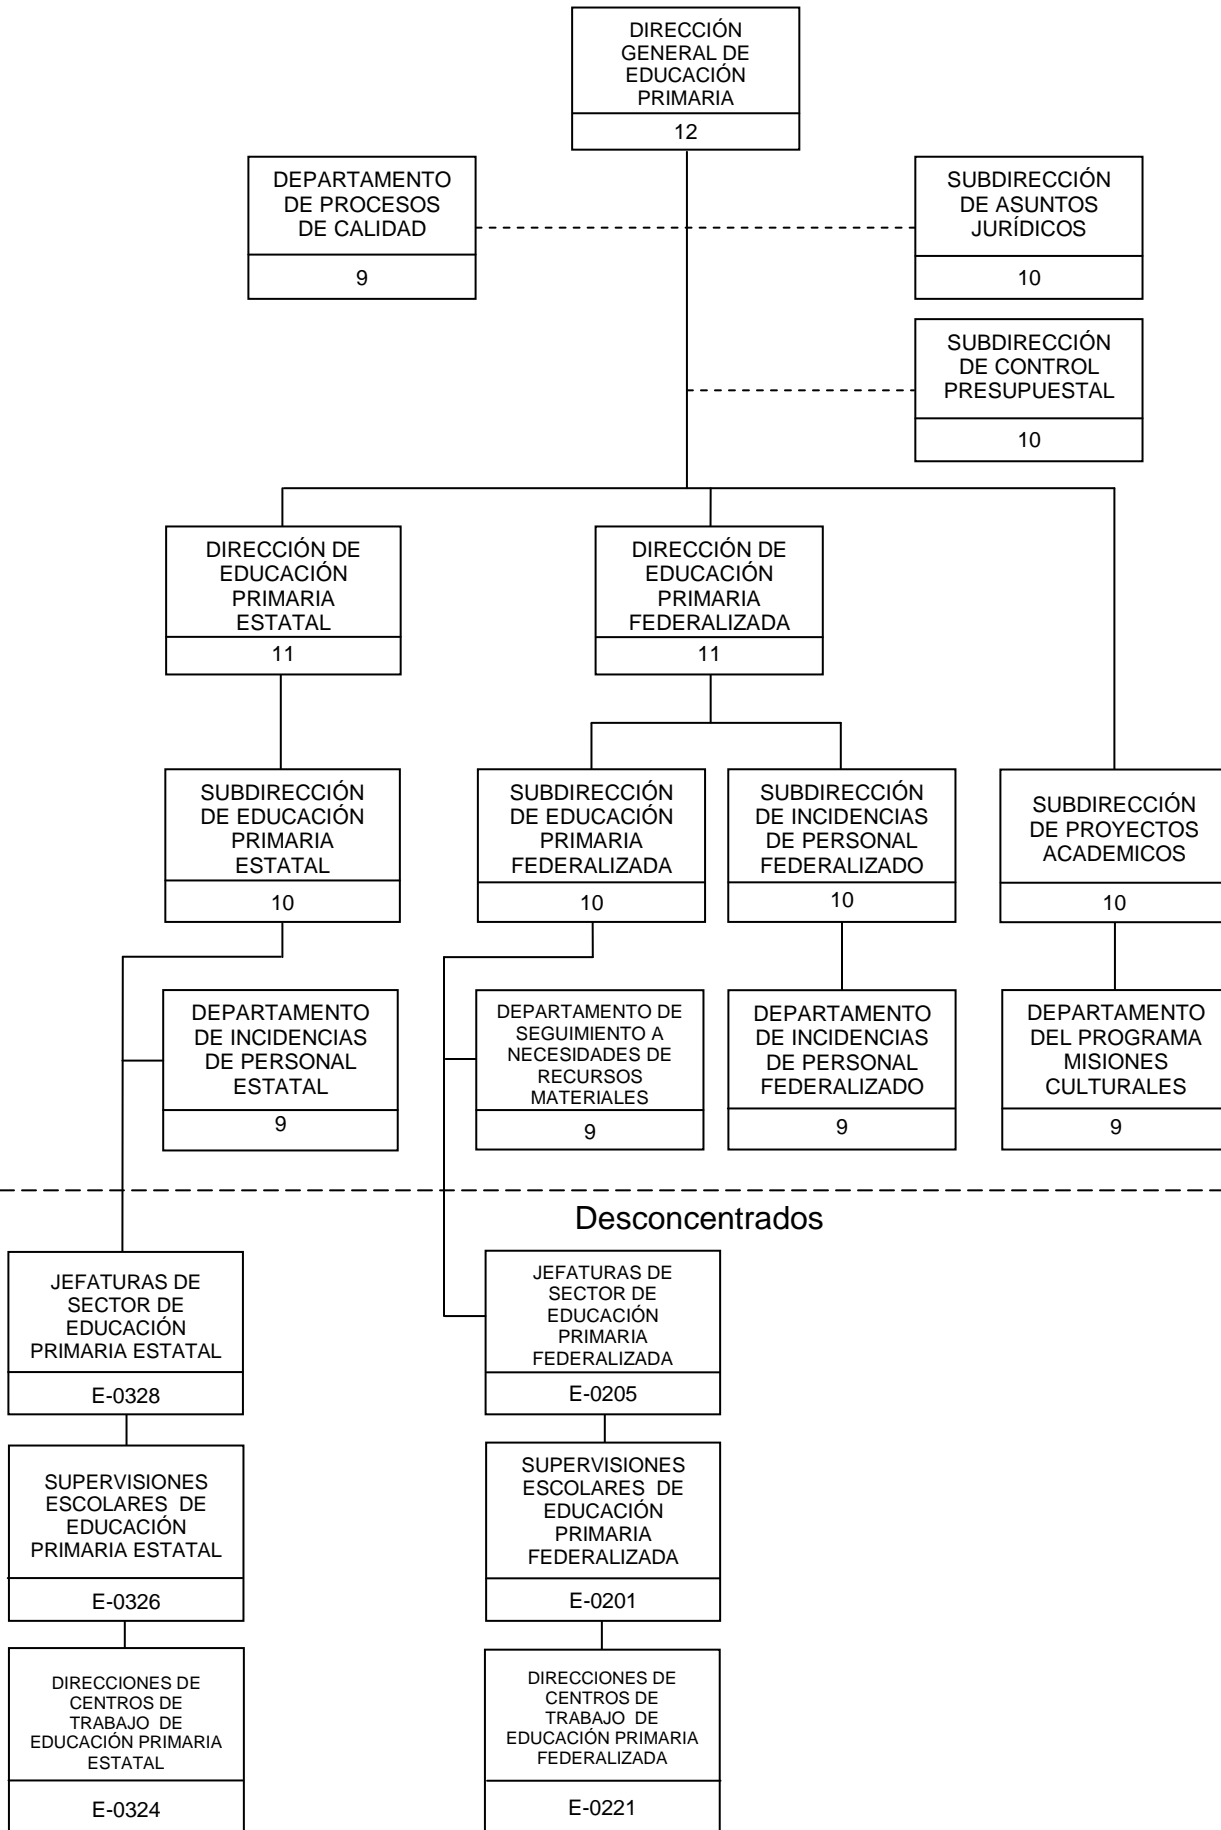 DIRECCIÓN
GENERAL DE
EDUCACIÓN
PRIMARIA
12
DEPARTAMENTO
DE PROCESOS
DE CALIDAD
9
SUBDIRECCIÓN
DE ASUNTOS
JURÍDICOS
10
SUBDIRECCIÓN
DE CONTROL
PRESUPUESTAL
10
DIRECCIÓN DE
EDUCACIÓN
PRIMARIA
ESTATAL
11
DIRECCIÓN DE
EDUCACIÓN
PRIMARIA
FEDERALIZADA
11
SUBDIRECCIÓN
DE EDUCACIÓN
PRIMARIA
ESTATAL
10
SUBDIRECCIÓN
DE EDUCACIÓN
PRIMARIA
FEDERALIZADA
10
SUBDIRECCIÓN
DE INCIDENCIAS
DE PERSONAL
FEDERALIZADO
10
SUBDIRECCIÓN
DE PROYECTOS
ACADEMICOS
10
DEPARTAMENTO
DE INCIDENCIAS
DE PERSONAL
ESTATAL
9
DEPARTAMENTO DE
SEGUIMIENTO A
NECESIDADES DE
RECURSOS
MATERIALES
9
DEPARTAMENTO
DE INCIDENCIAS
DE PERSONAL
FEDERALIZADO
9
DEPARTAMENTO
DEL PROGRAMA
MISIONES
CULTURALES
9
Desconcentrados
JEFATURAS DE
SECTOR DE
EDUCACIÓN
PRIMARIA ESTATAL
E-0328
JEFATURAS DE
SECTOR DE
EDUCACIÓN
PRIMARIA
FEDERALIZADA
E-0205
SUPERVISIONES
ESCOLARES DE
EDUCACIÓN
PRIMARIA ESTATAL
E-0326
SUPERVISIONES
ESCOLARES DE
EDUCACIÓN
PRIMARIA
FEDERALIZADA
E-0201
DIRECCIONES DE
CENTROS DE
TRABAJO DE
EDUCACIÓN PRIMARIA
ESTATAL
E-0324
DIRECCIONES DE
CENTROS DE
TRABAJO DE
EDUCACIÓN PRIMARIA
FEDERALIZADA
E-0221